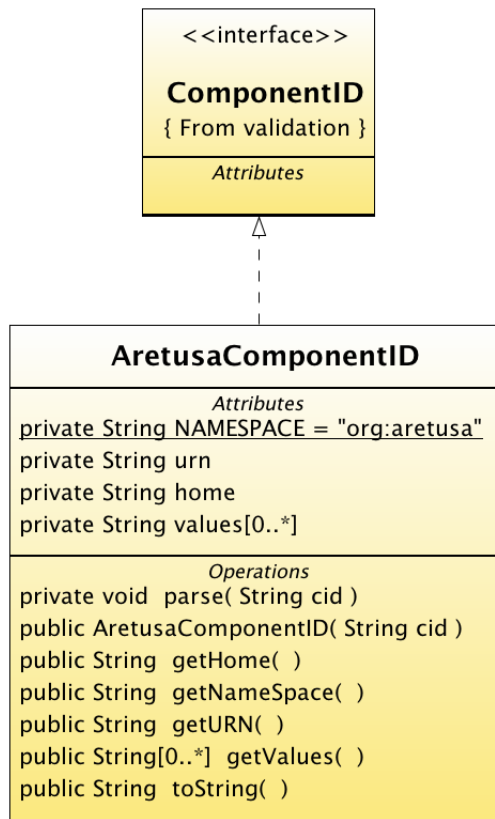 <<interface>>
ComponentID
{ From validation }
Attributes
AretusaComponentID
Attributes
private String NAMESPACE = "org:aretusa"
private String urn
private String home
private String values[0..*]
Operations
private void  parse( String cid )
public AretusaComponentID( String cid )
public String  getHome(  )
public String  getNameSpace(  )
public String  getURN(  )
public String[0..*]  getValues(  )
public String  toString(  )